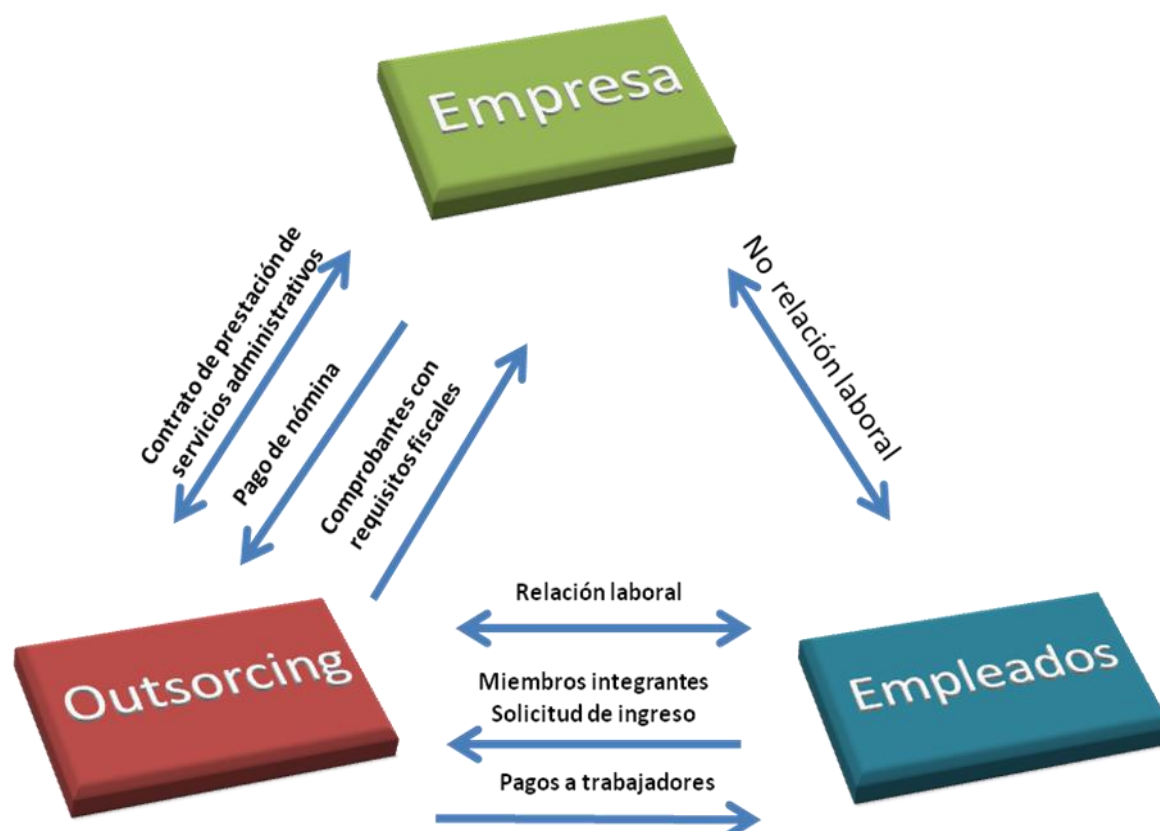 Empresa
Contrato de prestación de
servicios administrativos
Pago de nómina
Comprobantes con
requisitos fiscales
No relación laboral
Relación laboral
Outsorcing
Empleados
Miembros integrantes
Solicitud de ingreso
Pagos a trabajadores